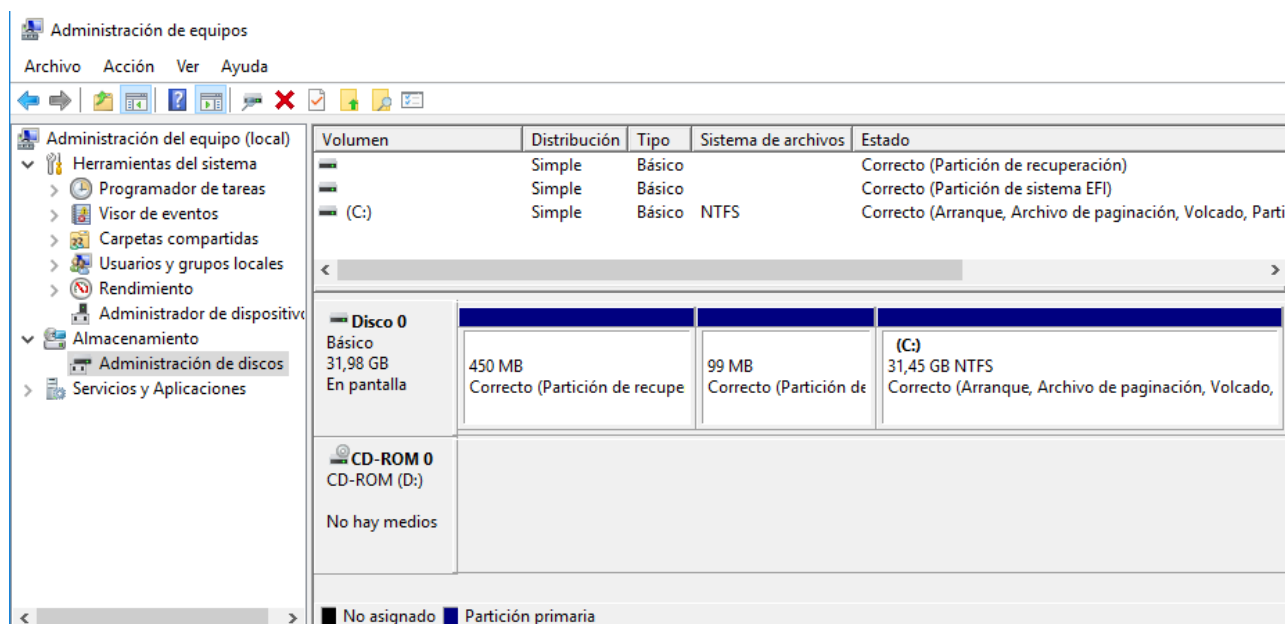 Administración de equipos
Archivo Acción Ver Ayuda
Administración del equipo (local)
Herramientas del sistema
Programador de tareas
Visor de eventos
Carpetas compartidas
Usuarios y grupos locales
Rendimiento
Administrador de dispositivo
Almacenamiento
Administración de discos
Servicios y Aplicaciones
Volumen Distribución Tipo Sistema de archivos Estado
Simple Básico Correcto (Partición de recuperación)
Simple Básico Correcto (Partición de sistema EFI)
(C:) Simple Básico NTFS Correcto (Arranque, Archivo de paginación, Volcado, Parti
Disco 0
Básico
31,98 GB
En pantalla
450 MB
Correcto (Partición de recupe
99 MB
Correcto (Partición de
(C:)
31,45 GB NTFS
Correcto (Arranque, Archivo de paginación, Volcado,
CD-ROM 0
CD-ROM (D:)
No hay medios
No asignado Partición primaria